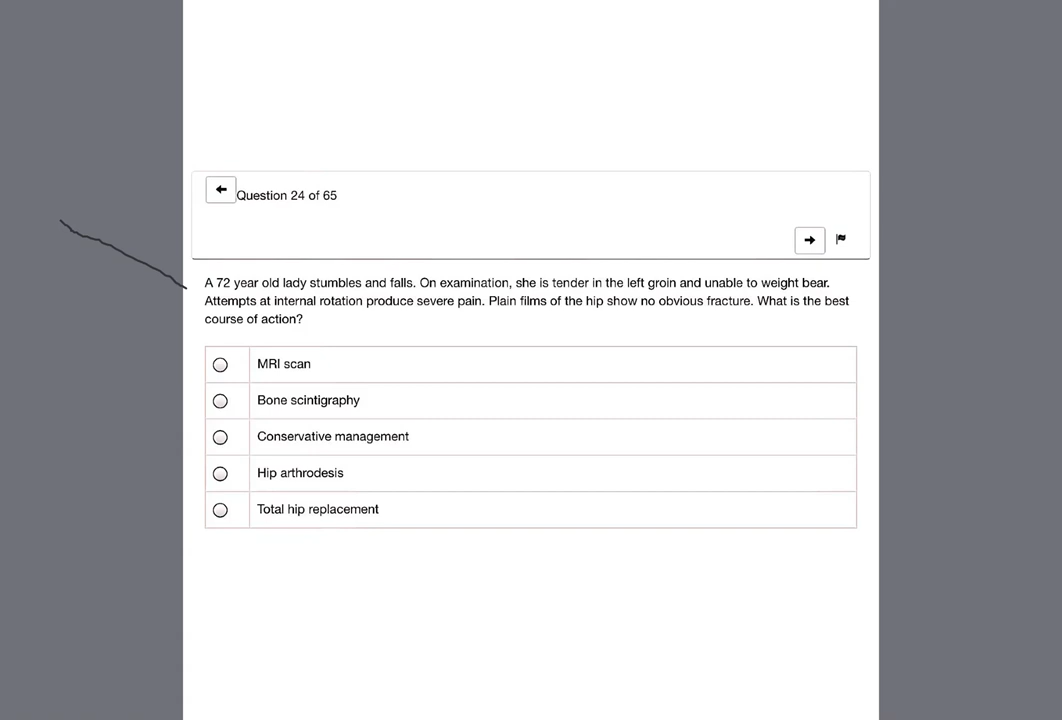 Question 24 of 65
A 72 year old lady stumbles and falls. On examination, she is tender in the left groin and unable to weight bear.
Attempts at internal rotation produce severe pain. Plain films of the hip show no obvious fracture. What is the best
course of action?
MRI scan
Bone scintigraphy
Conservative management
Hip arthrodesis
Total hip replacement